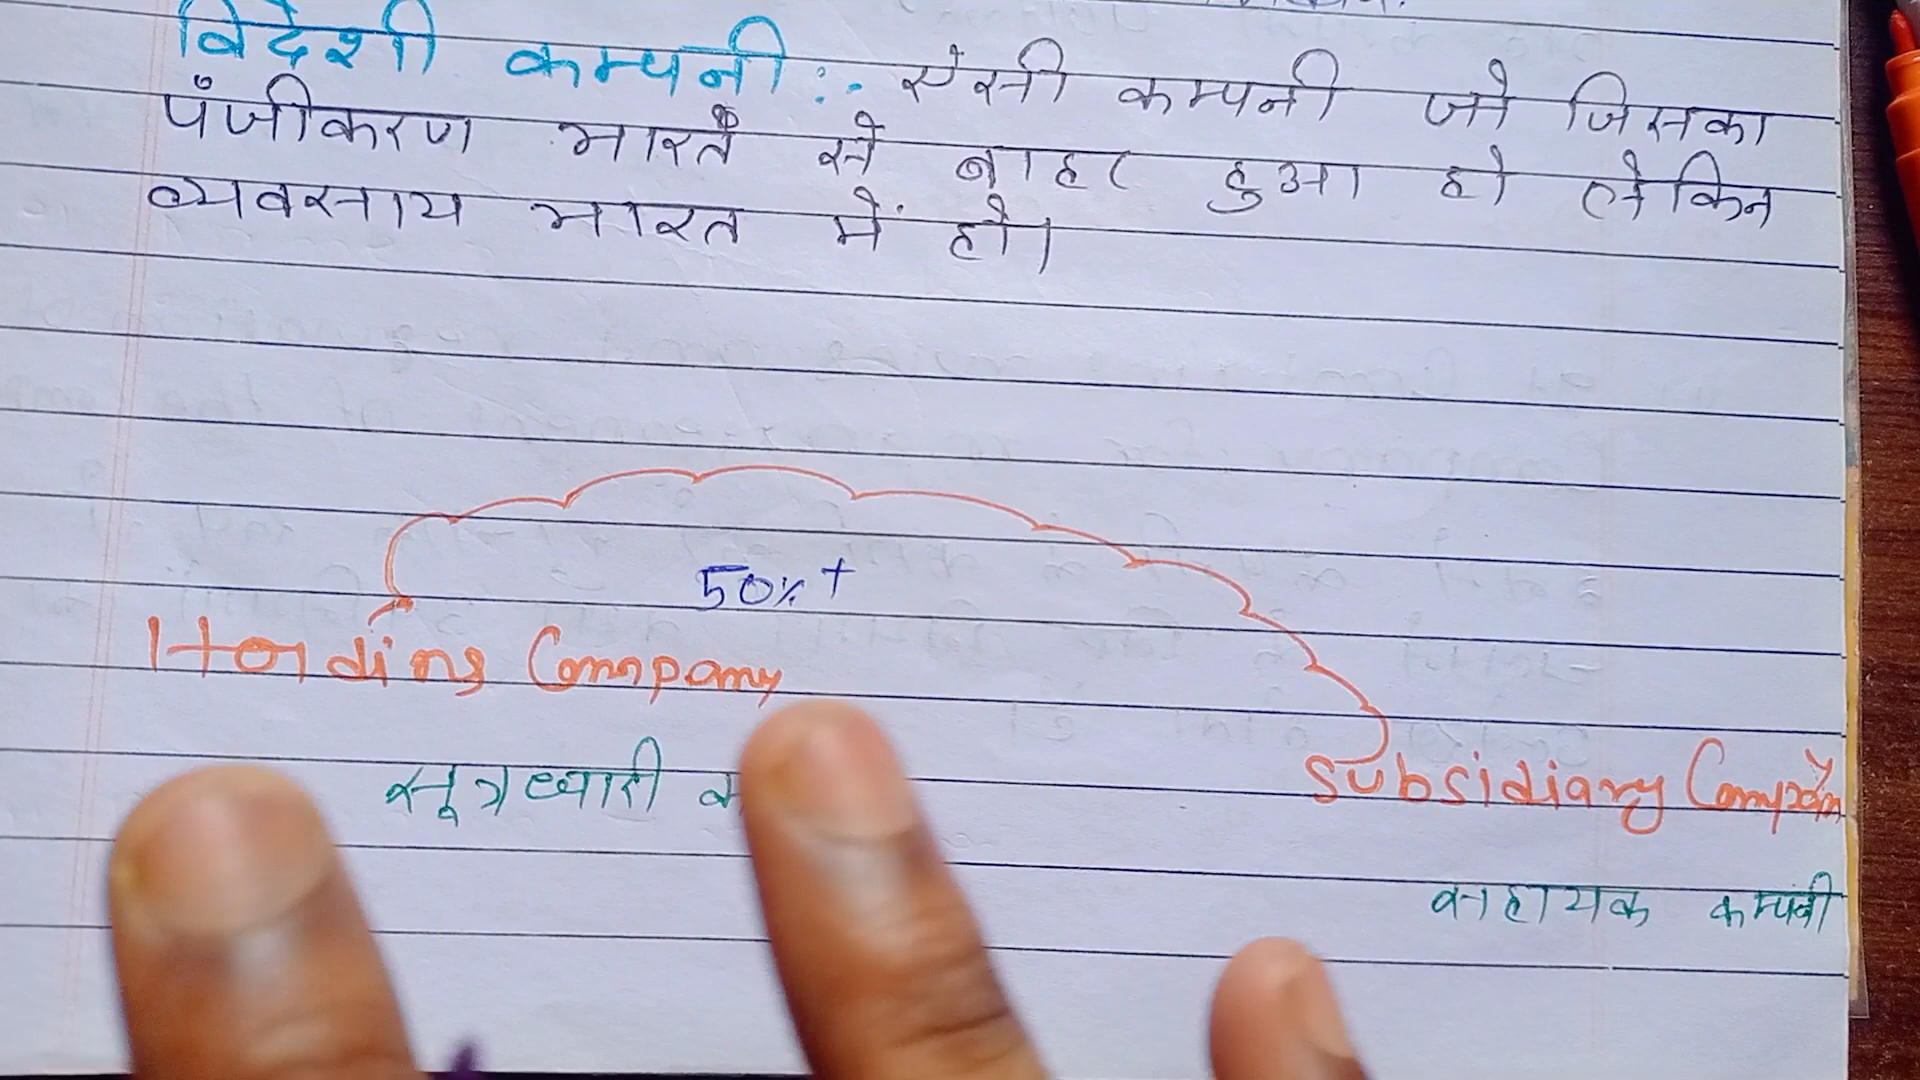 विदेशी कम्पनी :- ऐसी कम्पनी जो जिसका
पंजीकरण भारत से बाहर हुआ हो लेकिन
व्यवसाय भारत में हो।
50% +
Holding Company
सूत्रधारी
Subsidiary Company
सहायक कम्पनी